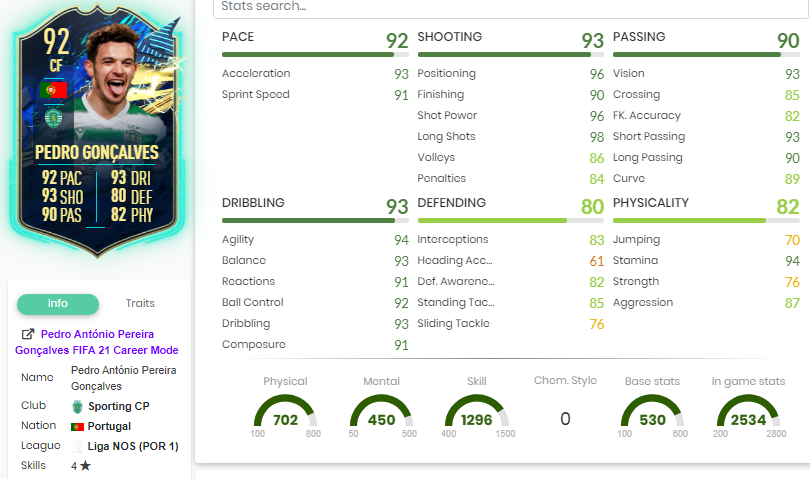 92
CF
PEDRO GONÇALVES
92 PAC 93 DRI
93 SHO 80 DEF
90 PAS 82 PHY
Info Traits
Pedro António Pereira
Gonçalves FIFA 21 Career Mode
Name Pedro António Pereira
Gonçalves
Club Sporting CP
Nation Portugal
League Liga NOS (POR 1)
Skills 4 ★
Stats search...
PACE 92
Acceleration 93
Sprint Speed 91
SHOOTING 93
Positioning 96
Finishing 90
Shot Power 96
Long Shots 98
Volleys 86
Penalties 84
PASSING 90
Vision 93
Crossing 85
FK. Accuracy 82
Short Passing 93
Long Passing 90
Curve 89
DRIBBLING 93
Agility 94
Balance 93
Reactions 91
Ball Control 92
Dribbling 93
Composure 91
DEFENDING 80
Interceptions 83
Heading Acc... 61
Def. Awarene... 82
Standing Tac... 85
Sliding Tackle 76
PHYSICALITY 82
Jumping 70
Stamina 94
Strength 76
Aggression 87
Physical
702
100 800
Mental
450
50 500
Skill
1296
400 1500
Chem. Style
0
Base stats
530
100 600
In game stats
2534
200 2800